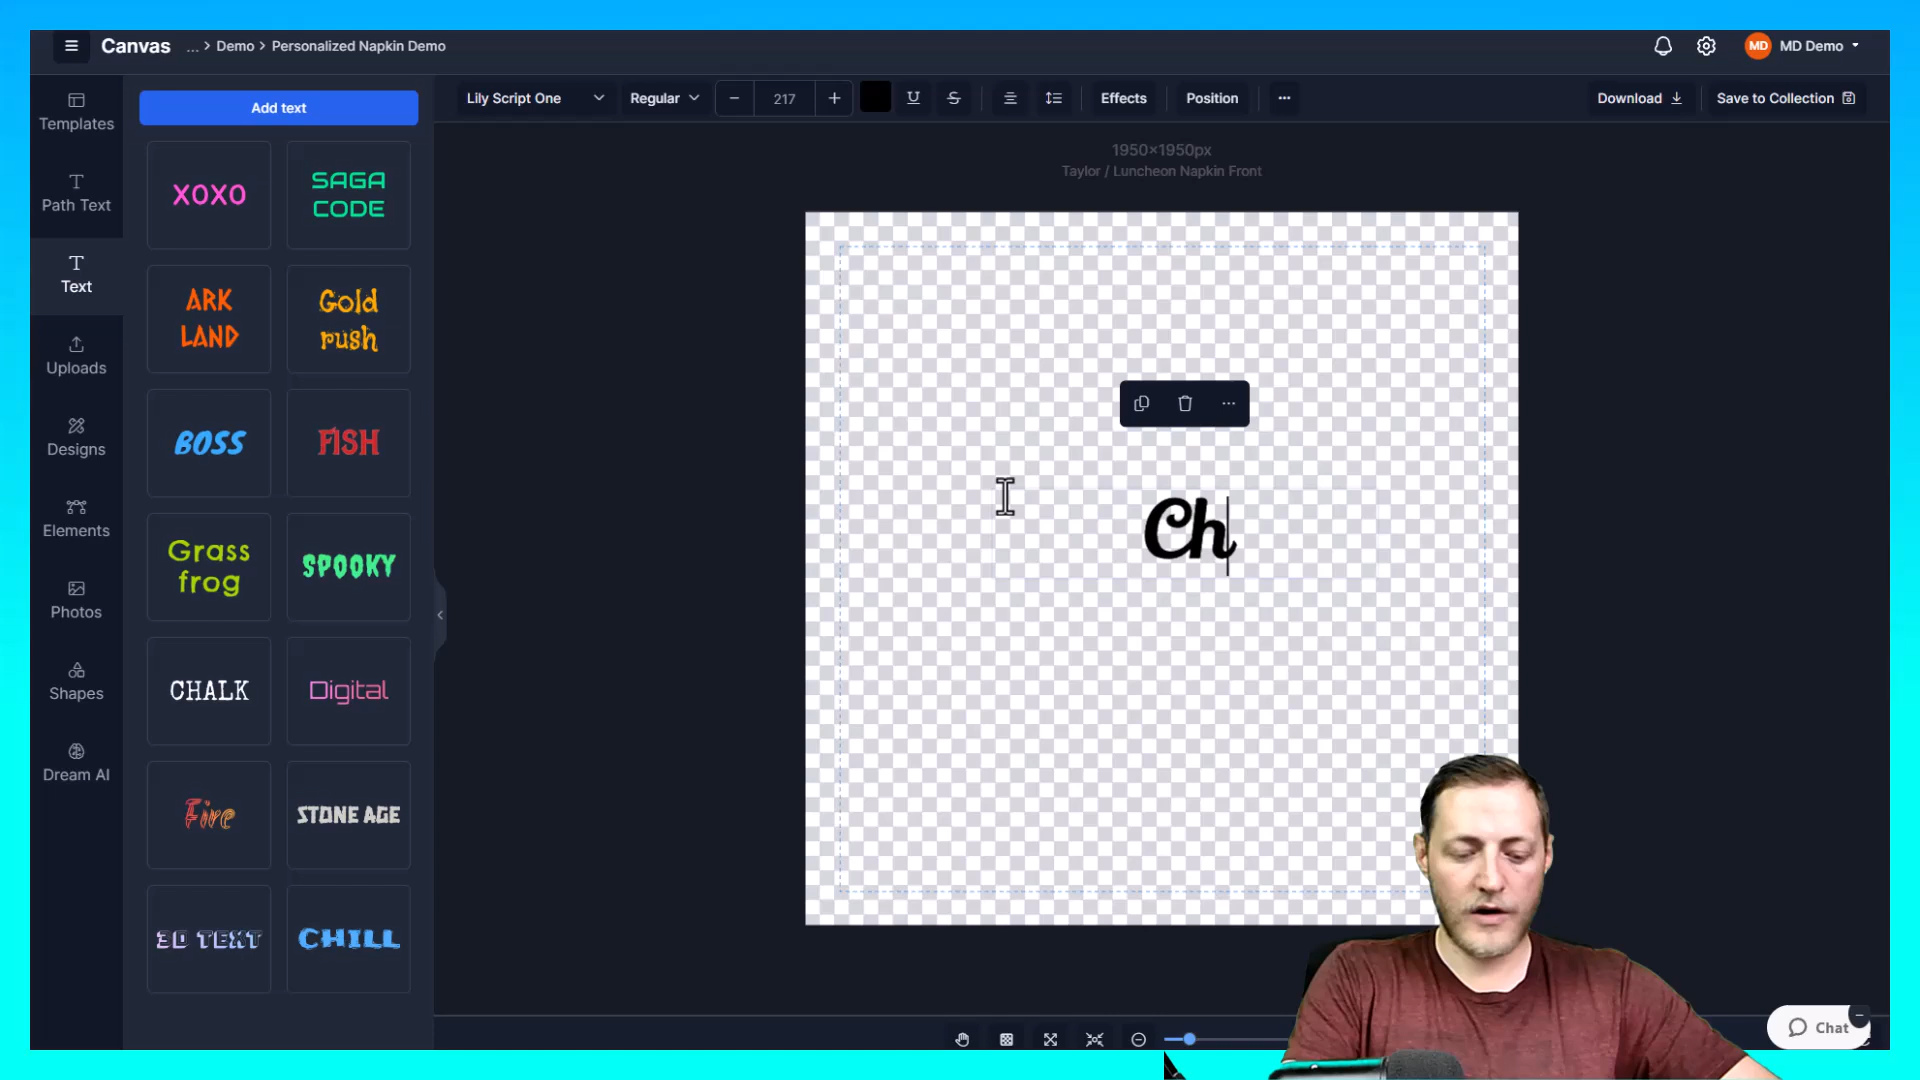 Canvas ... > Demo > Personalized Napkin Demo
MD MD Demo
Templates
Path Text
Text
Uploads
Designs
Elements
Photos
Shapes
Dream AI
Add text
XOXO
SAGA
CODE
ARK
LAND
Gold
rush
BOSS
FISH
Grass
frog
SPOOKY
CHALK
Digital
Fire
STONE AGE
3D TEXT
CHILL
Lily Script One Regular 217 U S Effects Position ... Download Save to Collection
1950×1950px
Taylor / Luncheon Napkin Front
Ch
Chat